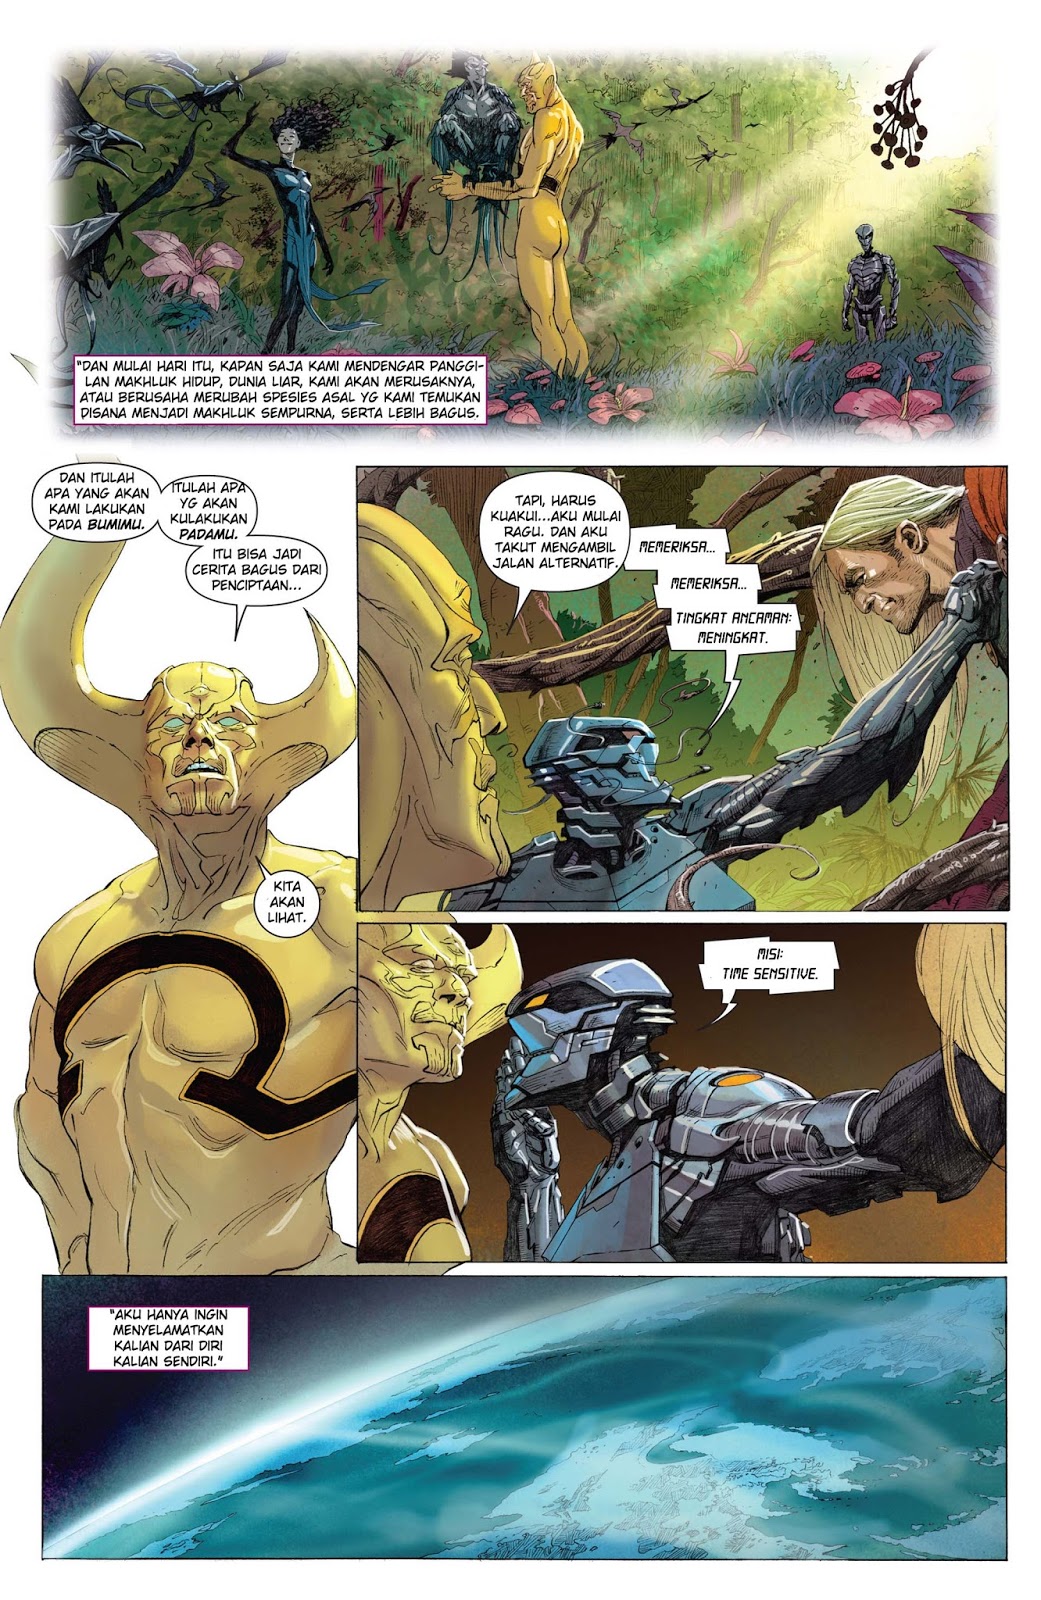 "DAN MULAI HARI ITU, KAPAN SAJA KAMI MENDENGAR PANGGI-
LAN MAKHLUK HIDUP, DUNIA LIAR, KAMI AKAN MERUSAKNYA,
ATAU BERUSAHA MERUBAH SPESIES ASAL YG KAMI TEMUKAN
DISANA MENJADI MAKHLUK SEMPURNA, SERTA LEBIH BAGUS.
DAN ITULAH
APA YANG AKAN
KAMI LAKUKAN
PADA BUMIMU.
ITULAH APA
YG AKAN
KULAKUKAN
PADAMU.
ITU BISA JADI
CERITA BAGUS DARI
PENCIPTAAN...
KITA
AKAN
LIHAT.
TAPI, HARUS
KUAKUI...AKU MULAI
RAGU. DAN AKU
TAKUT MENGAMBIL
JALAN ALTERNATIF.
MEMERIKSA...
MEMERIKSA...
TINGKAT ANCAMAN:
MENINGKAT.
MISI:
TIME SENSITIVE.
"AKU HANYA INGIN
MENYELAMATKAN
KALIAN DARI DIRI
KALIAN SENDIRI."